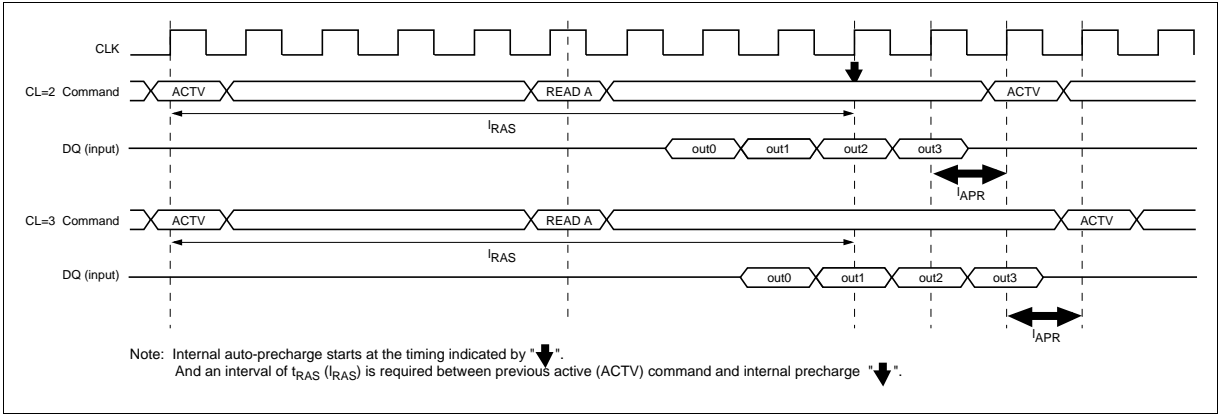 CLK
CL=2 Command ACTV READ A ACTV
lRAS
DQ (input) out0 out1 out2 out3
lAPR
CL=3 Command ACTV READ A ACTV
lRAS
DQ (input) out0 out1 out2 out3
lAPR
Note: Internal auto-precharge starts at the timing indicated by " ".
And an interval of tRAS (lRAS) is required between previous active (ACTV) command and internal precharge " ".